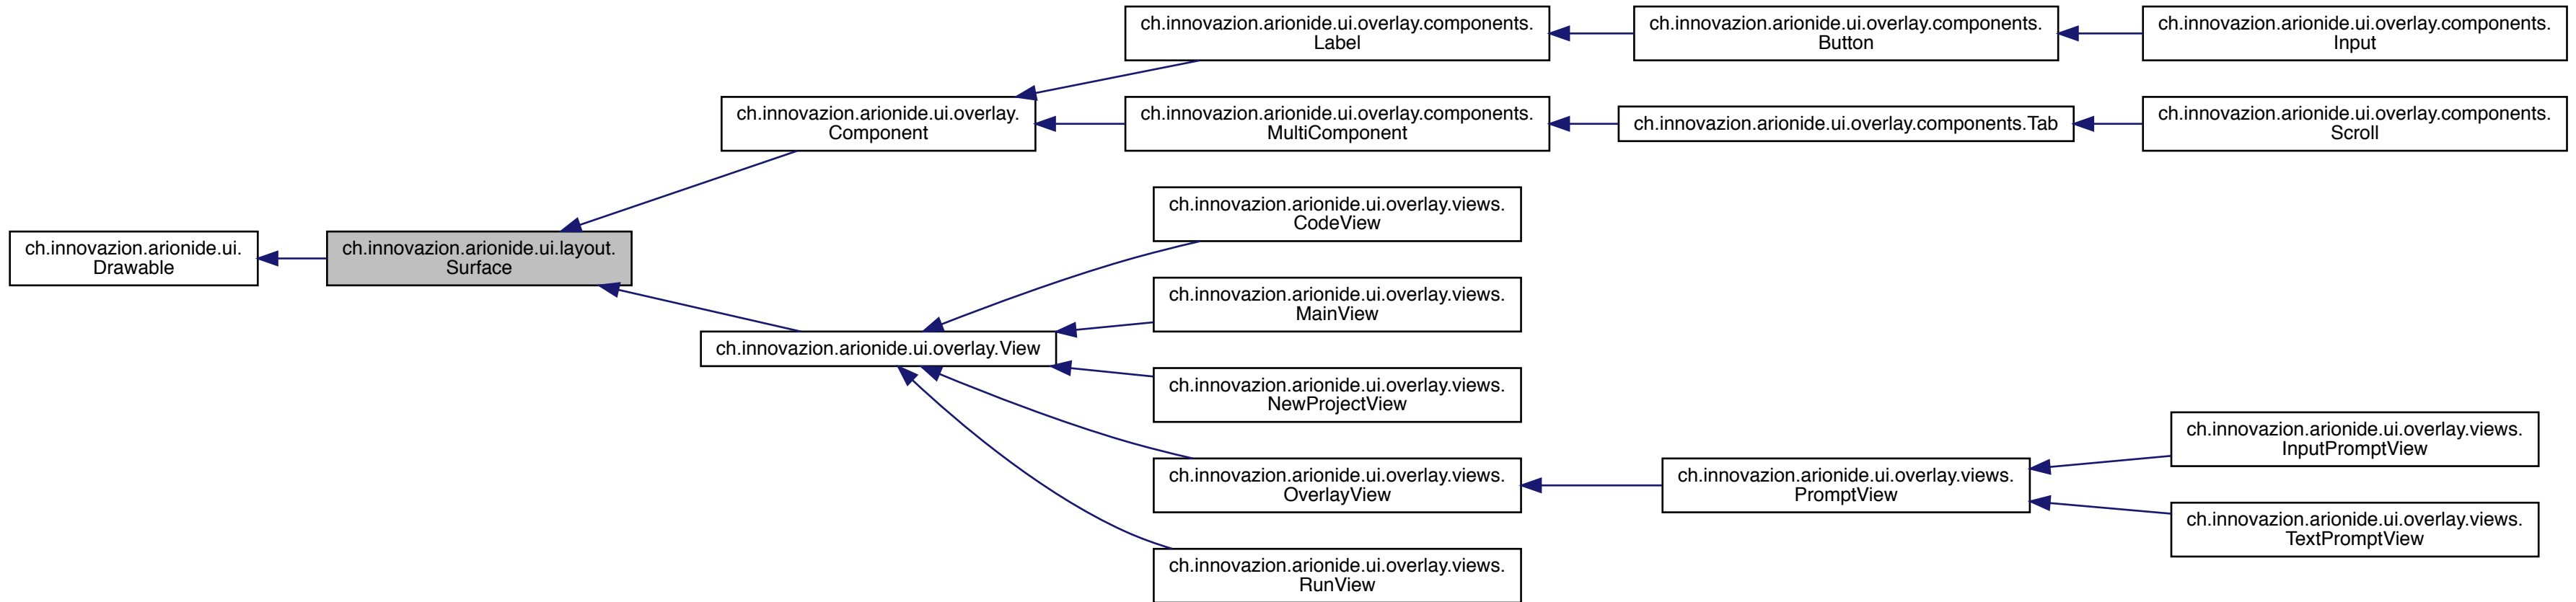 ch.innovazion.arionide.ui.
Drawable
ch.innovazion.arionide.ui.layout.
Surface
ch.innovazion.arionide.ui.overlay.
Component
ch.innovazion.arionide.ui.overlay.components.
Label
ch.innovazion.arionide.ui.overlay.components.
Button
ch.innovazion.arionide.ui.overlay.components.
Input
ch.innovazion.arionide.ui.overlay.components.
MultiComponent
ch.innovazion.arionide.ui.overlay.components.Tab
ch.innovazion.arionide.ui.overlay.components.
Scroll
ch.innovazion.arionide.ui.overlay.View
ch.innovazion.arionide.ui.overlay.views.
CodeView
ch.innovazion.arionide.ui.overlay.views.
MainView
ch.innovazion.arionide.ui.overlay.views.
NewProjectView
ch.innovazion.arionide.ui.overlay.views.
OverlayView
ch.innovazion.arionide.ui.overlay.views.
PromptView
ch.innovazion.arionide.ui.overlay.views.
InputPromptView
ch.innovazion.arionide.ui.overlay.views.
TextPromptView
ch.innovazion.arionide.ui.overlay.views.
RunView